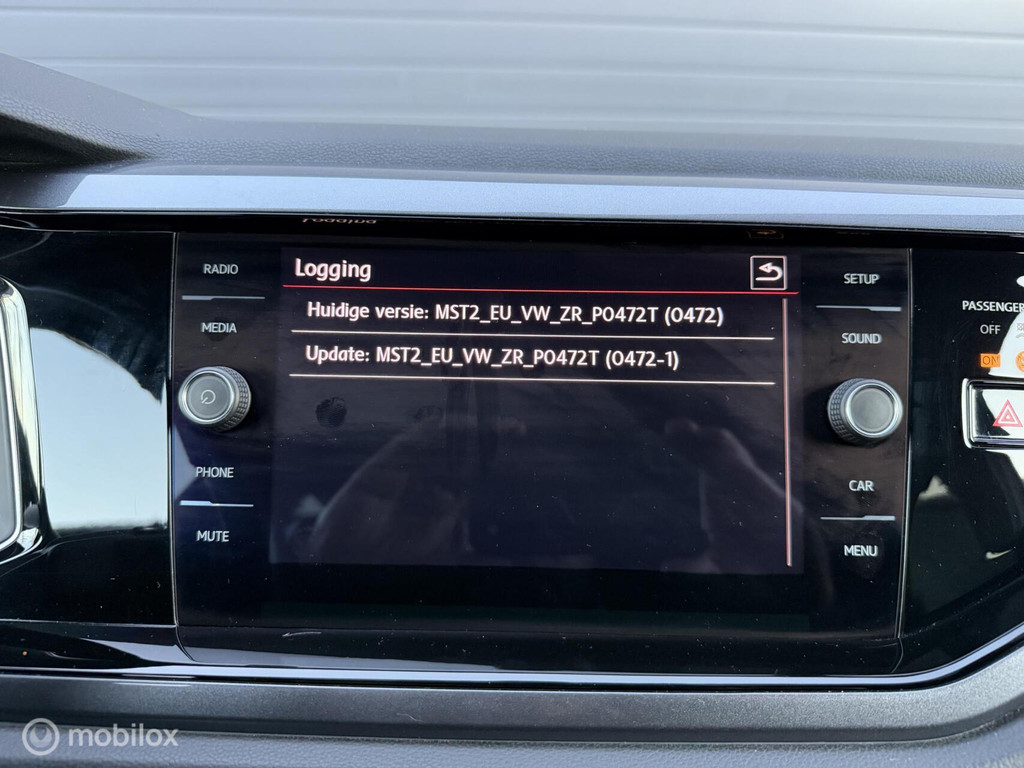 Logging
RADIO
Logging
SETUP
MEDIA
Huidige versie: MST2_EU_VW_ZR_P0472T (0472)
SOUND
PASSENGER
OFF
Update: MST2_EU_VW_ZR_P0472T (0472-1)
ON
PHONE
CAR
MUTE
MENU
mobilox